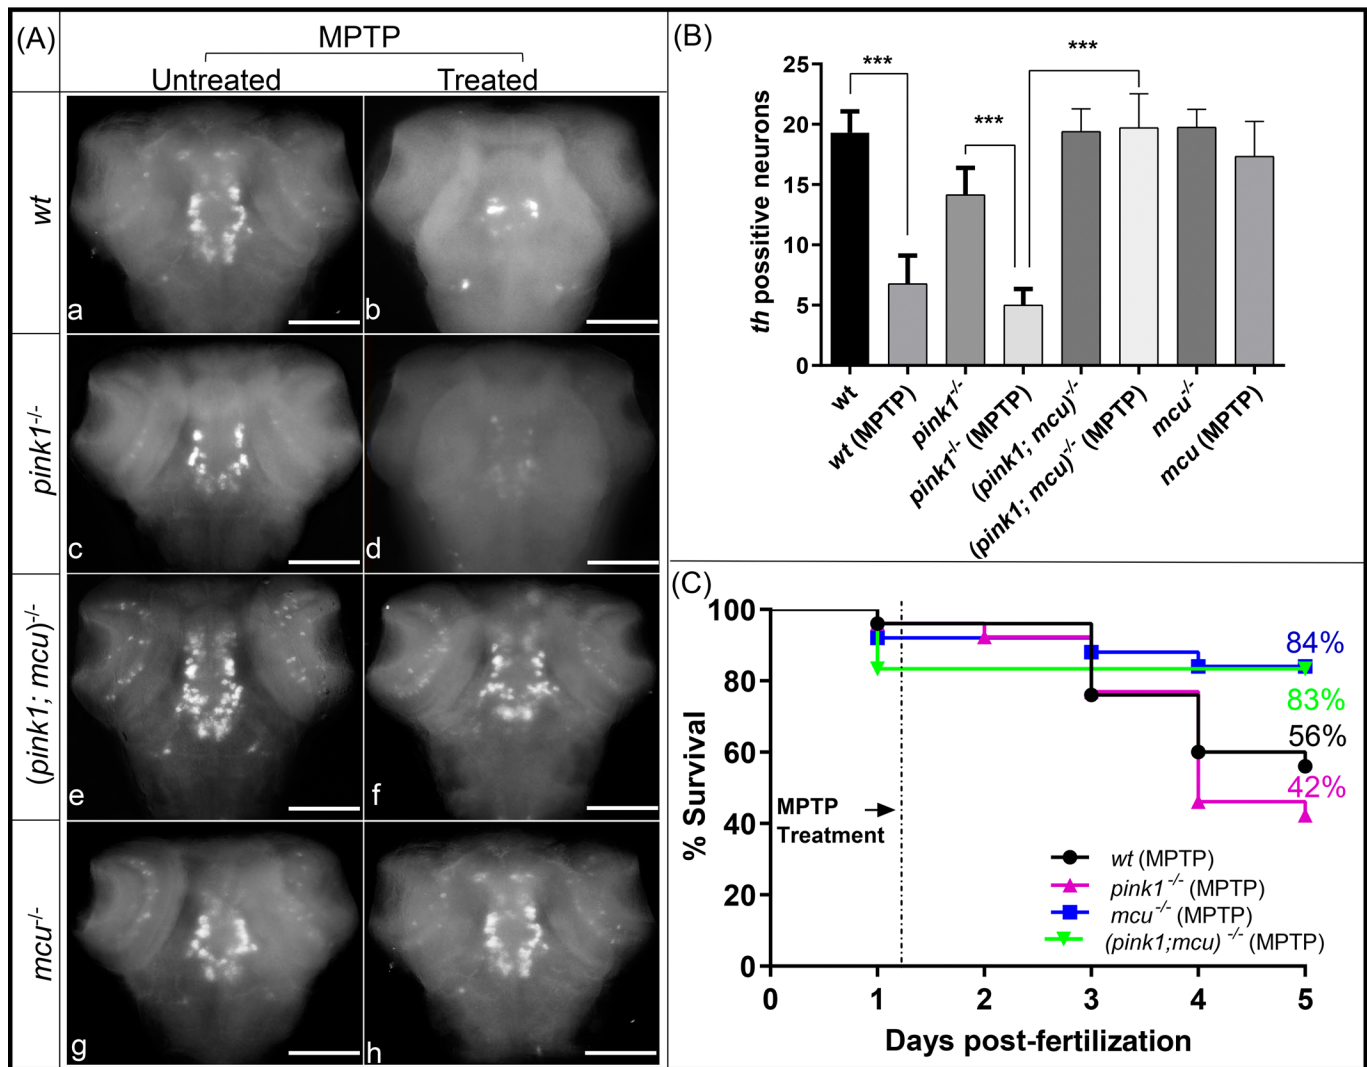 (A)
MPTP
Untreated
Treated
wt
a
b
pink1-/-
c
d
(pink1; mcu)-/-
e
f
mcu-/-
g
h
(B)
***
***
***
25
20
15
10
5
0
th possitive neurons
wt
wt (MPTP)
pink1-/-
pink1-/- (MPTP)
(pink1; mcu)-/-
(pink1; mcu)-/- (MPTP)
mcu-/-
mcu (MPTP)
(C)
100
80
60
40
20
0
% Survival
84%
83%
56%
42%
MPTP
Treatment
wt (MPTP)
pink1 -/- (MPTP)
mcu -/- (MPTP)
(pink1;mcu) -/- (MPTP)
0 1 2 3 4 5
Days post-fertilization